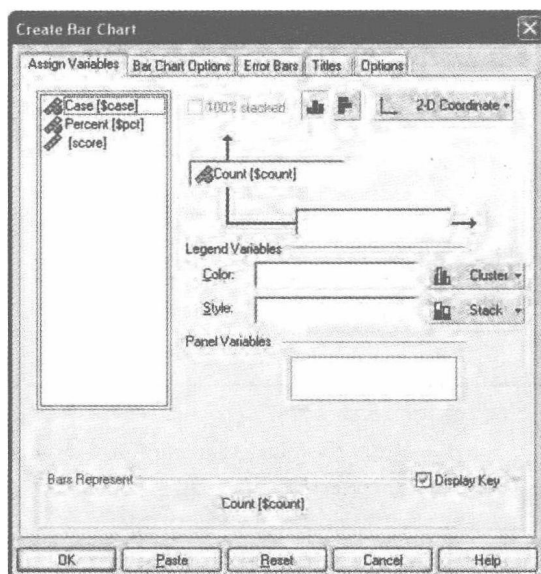 Create Bar Chart
Assign Variables Bar Chart Options Error Bars Titles Options
Case [$case]
Percent [$pct]
[score]
100% stacked
2-D Coordinate
Count [$count]
Legend Variables
Color:
Cluster
Style:
Stack
Panel Variables
Bars Represent
Display Key
Count [$count]
OK Paste Reset Cancel Help